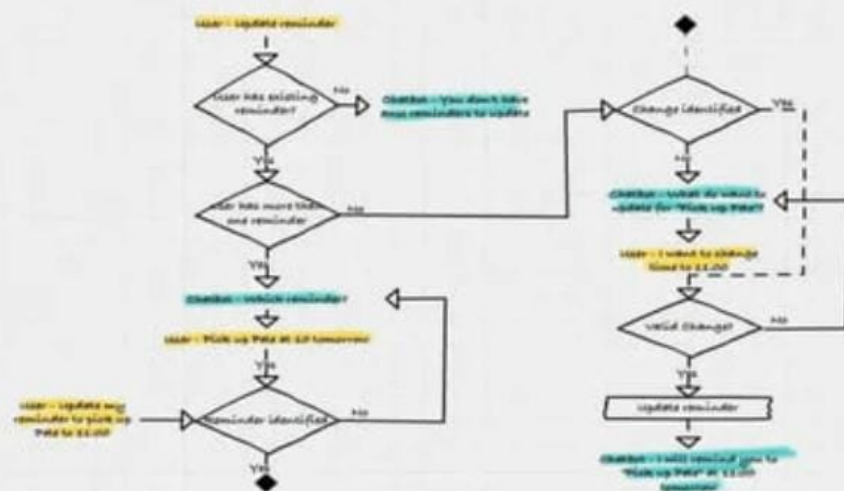 User - Update reminder
User has existing
reminder?
No
Chatbot - You don't have
any reminders to update
Yes
User has more than
one reminder
No
Yes
Chatbot - Which reminder?
User - Pick up Pete at 10 tomorrow
Yes
User - Update my
reminder to pick up
Pete to 11:00
Reminder identified
No
Yes
Change identified
Yes
No
Chatbot - What do want to
update for "Pick up Pete"?
User - I want to change
time to 11:00
Valid Change?
No
Yes
Update reminder
Chatbot - I will remind you to
"Pick up Pete" at 11:00
tomorrow